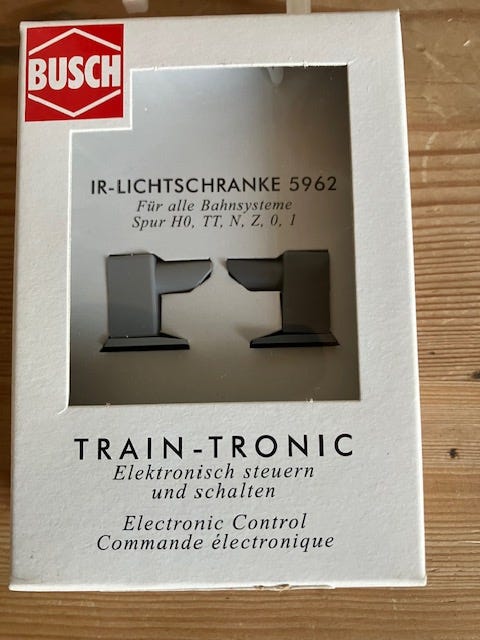 BUSCH
IR-LICHTSCHRANKE 5962
Für alle Bahnsysteme
Spur H0, TT, N, Z, 0, 1
TRAIN-TRONIC
Elektronisch steuern
und schalten
Electronic Control
Commande électronique